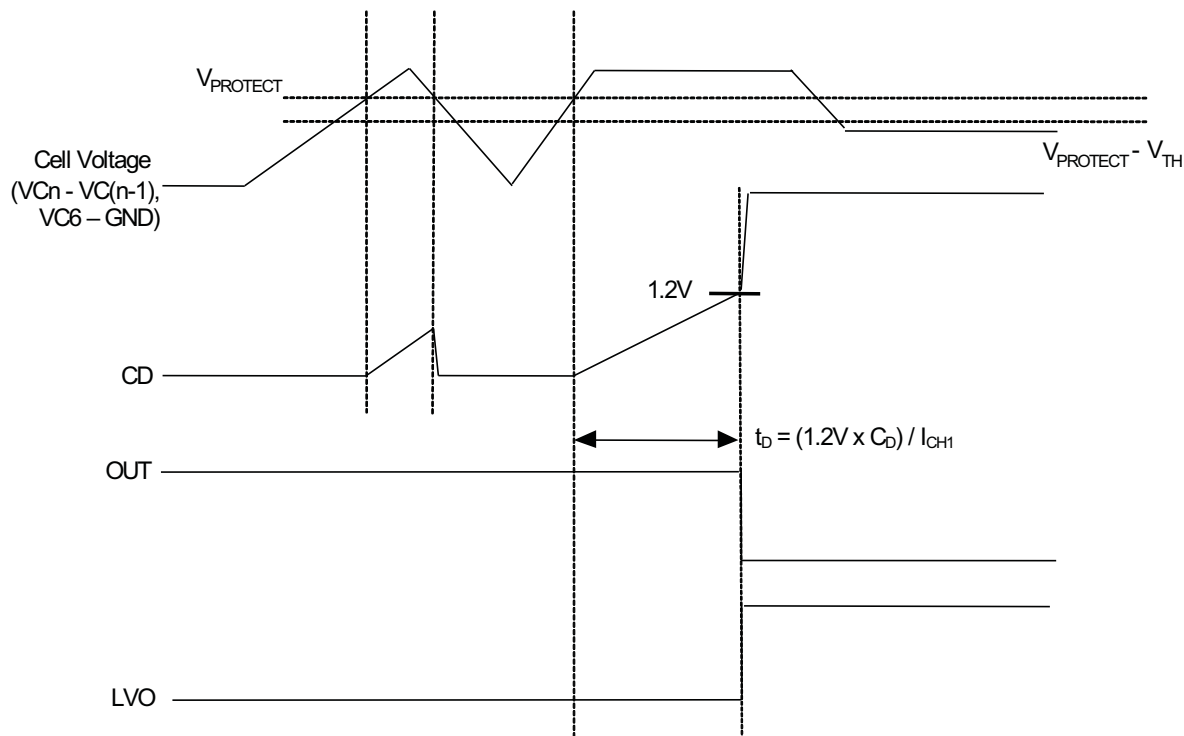 VPROTECT
Cell Voltage
(VCn - VC(n-1),
VC6 – GND)
VPROTECT - VTH
1.2V
CD
tD = (1.2V x CD) / ICH1
OUT
LVO